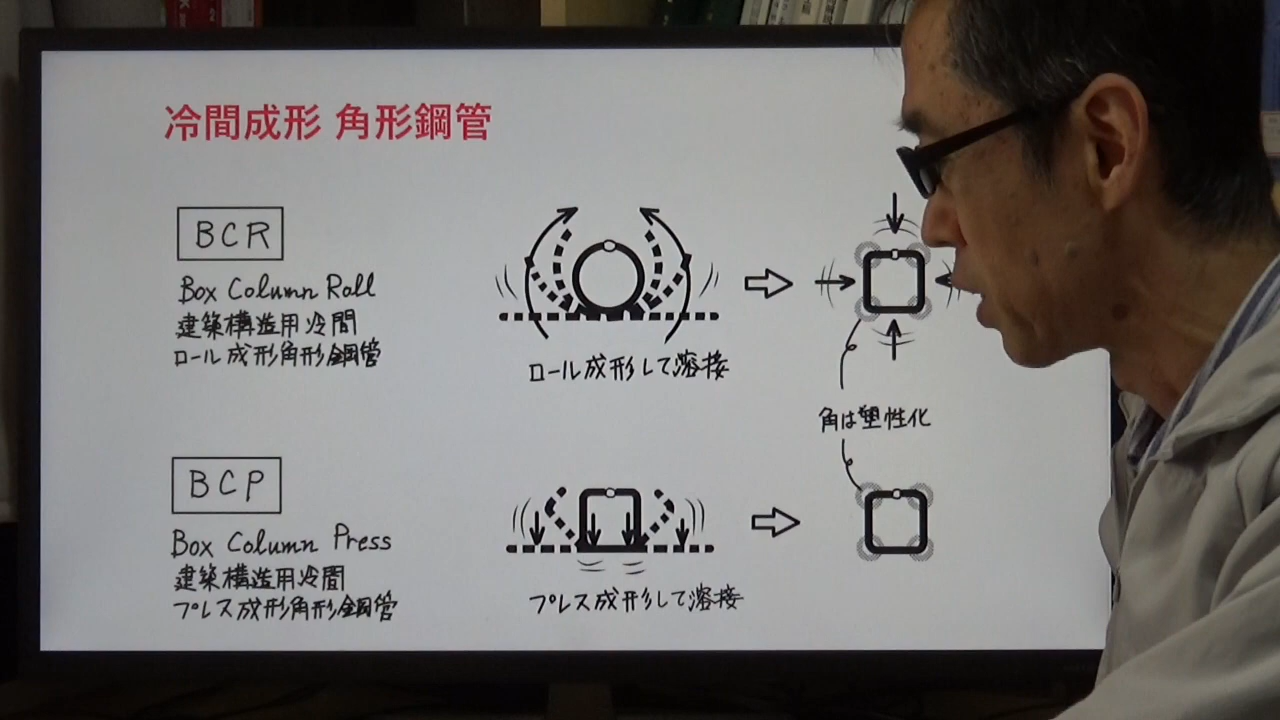 冷間成形 角形鋼管
BCR
Box Column Roll
建築構造用冷間
ロール成形角形鋼管
ロール成形して溶接
角は塑性化
BCP
Box Column Press
建築構造用冷間
プレス成形角形鋼管
プレス成形して溶接